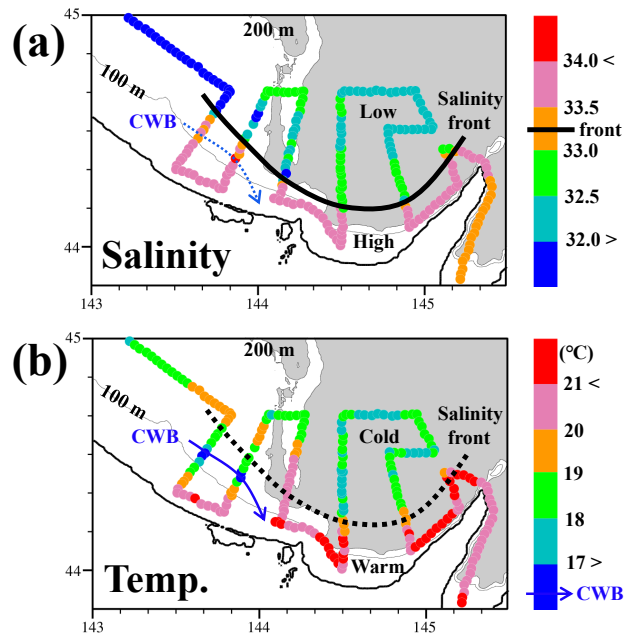 (a)
45
200 m
34.0 <
100 m
33.5
Low
Salinity
front
CWB
front
33.0
32.5
44
High
32.0 >
Salinity
143
144
145
(b)
45
200 m
(°C)
21 <
100 m
20
Salinity
front
CWB
Cold
19
18
17 >
44
Warm
Temp.
CWB
143
144
145